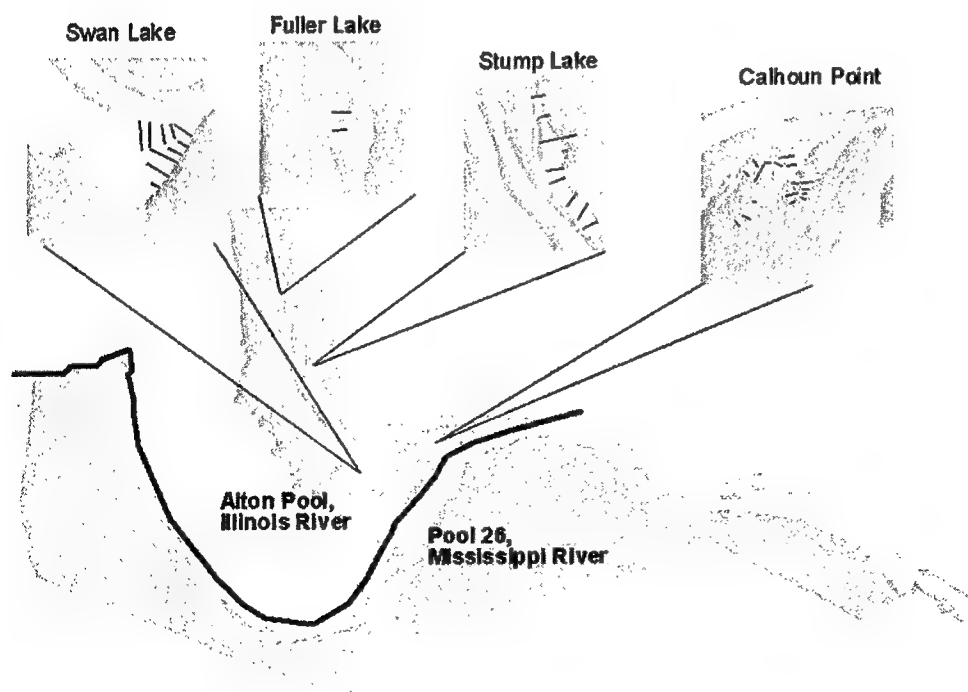 Swan Lake
Fuller Lake
Stump Lake
Calhoun Point
Alton Pool,
Illinois River
Pool 26,
Mississippi River